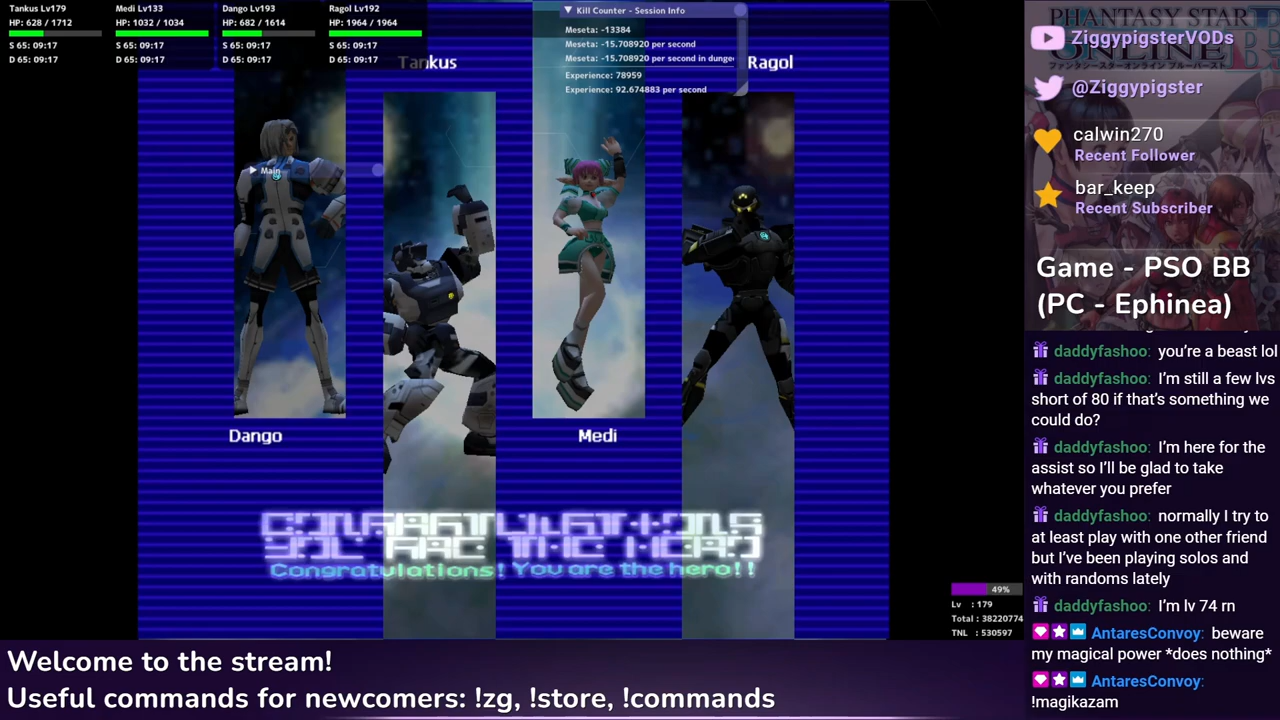 Tankus Lv179
HP: 628 / 1712
S 65: 09:17
D 65: 09:17
Medi Lv133
HP: 1032 / 1034
S 65: 09:17
D 65: 09:17
Dango Lv193
HP: 682 / 1614
S 65: 09:17
D 65: 09:17
Ragol Lv192
HP: 1964 / 1964
S 65: 09:17
D 65: 09:17
Kill Counter - Session Info
Meseta: -13384
Meseta: -15.708920 per second
Meseta: -15.708920 per second in dunge
Experience: 78959
Experience: 92.674883 per second
Tankus
Ragol
Main
Dango
Medi
CONGRATULATIONS
YOU ARE THE HERO
Congratulations! You are the hero!!
49%
Lv : 179
Total : 38220774
TNL : 530597
Welcome to the stream!
Useful commands for newcomers: !zg, !store, !commands
PHANTASY STAR
ONLINE
ZiggypigsterVODs
@Ziggypigster
calwin270
Recent Follower
bar_keep
Recent Subscriber
Game - PSO BB
(PC - Ephinea)
daddyfashoo: you're a beast lol
daddyfashoo: I'm still a few lvs
short of 80 if that's something we
could do?
daddyfashoo: I'm here for the
assist so I'll be glad to take
whatever you prefer
daddyfashoo: normally I try to
at least play with one other friend
but I've been playing solos and
with randoms lately
daddyfashoo: I'm lv 74 rn
AntaresConvoy: beware
my magical power *does nothing*
AntaresConvoy:
!magikazam